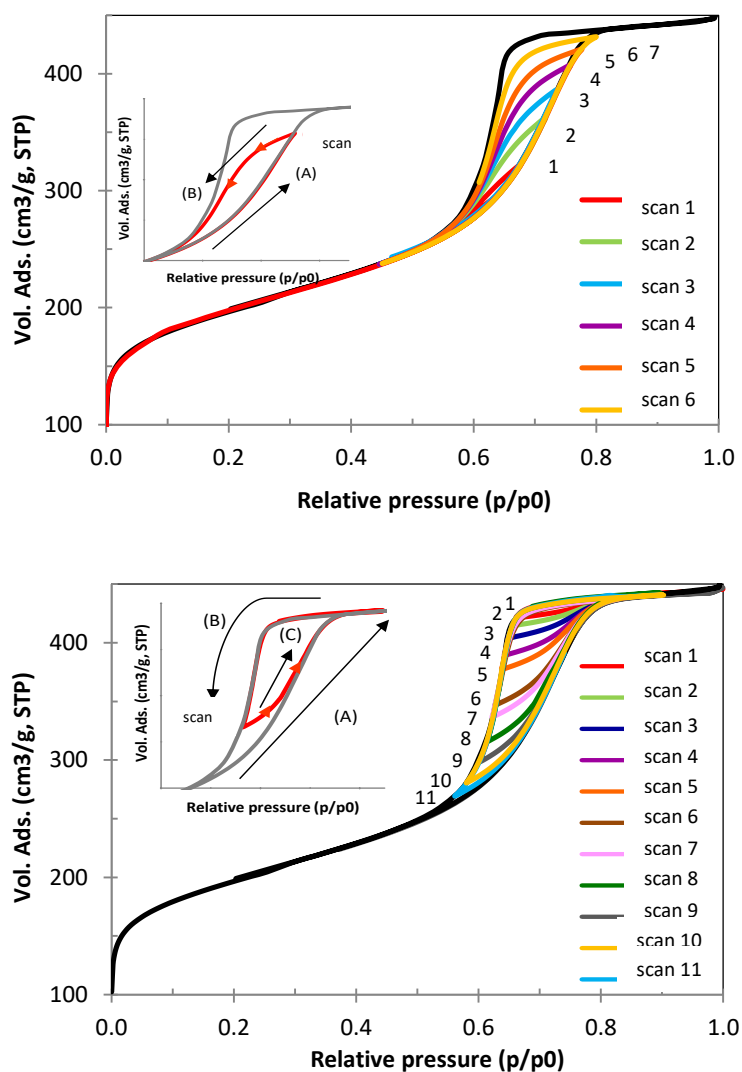 400
300
200
100
0.0
0.2
0.4
0.6
0.8
1.0
Vol. Ads. (cm3/g, STP)
Relative pressure (p/p0)
Vol. Ads. (cm3/g, STP)
Relative pressure (p/p0)
scan
(A)
(B)
5 6 7
4
3
2
1
scan 1
scan 2
scan 3
scan 4
scan 5
scan 6
400
300
200
100
0.0
0.2
0.4
0.6
0.8
1.0
Vol. Ads. (cm3/g, STP)
Relative pressure (p/p0)
Vol. Ads. (cm3/g, STP)
Relative pressure (p/p0)
(B)
(C)
scan
(A)
1
2
3
4
5
6
7
8
9
10
11
scan 1
scan 2
scan 3
scan 4
scan 5
scan 6
scan 7
scan 8
scan 9
scan 10
scan 11